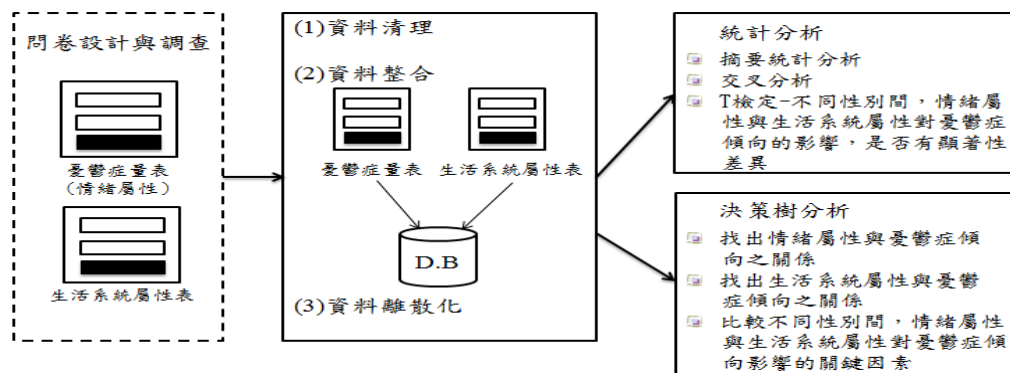 問卷設計與調查
憂鬱症量表
(情緒屬性)
生活系統屬性表
(1)資料清理
(2)資料整合
憂鬱症量表
生活系統屬性表
D.B
(3)資料離散化
統計分析
摘要統計分析
交叉分析
T檢定-不同性別間，情緒屬
性與生活系統屬性對憂鬱症
傾向的影響，是否有顯著性
差異
決策樹分析
找出情緒屬性與憂鬱症傾
向之關係
找出生活系統屬性與憂鬱
症傾向之關係
比較不同性別間，情緒屬性
與生活系統屬性對憂鬱症傾
向影響的關鍵因素